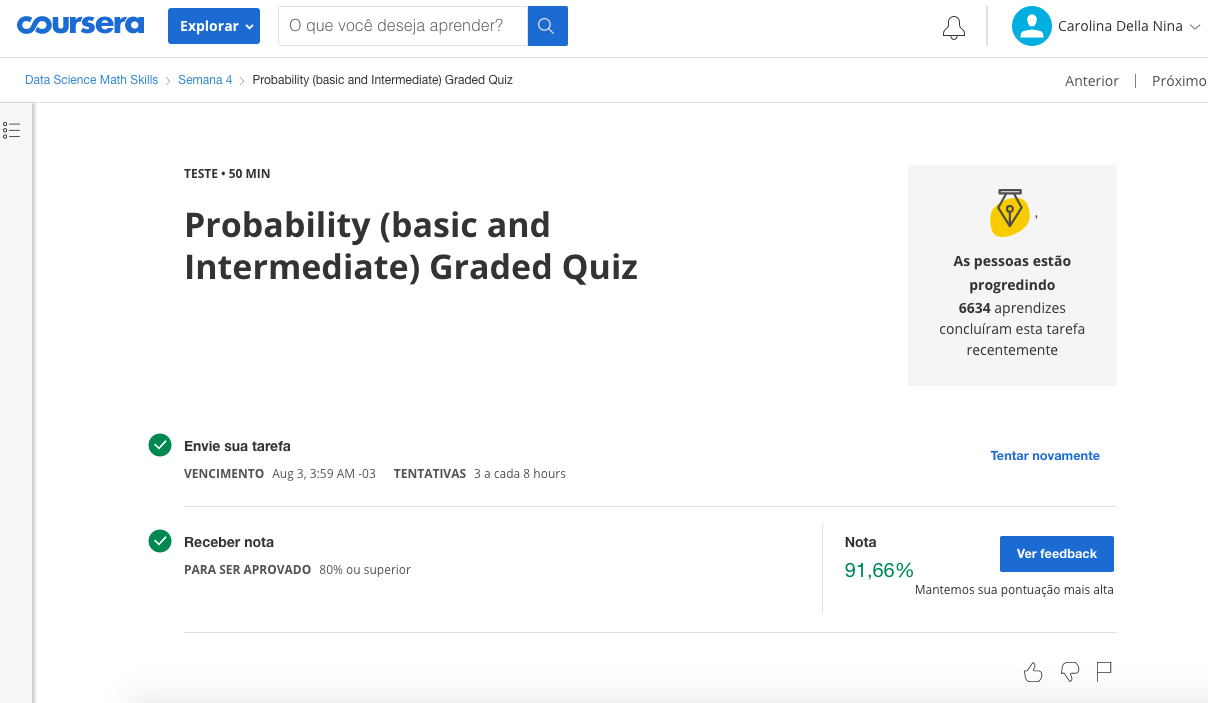 coursera Explorar O que você deseja aprender? Carolina Della Nina
Data Science Math Skills Semana 4 Probability (basic and Intermediate) Graded Quiz Anterior | Próximo
TESTE • 50 MIN
Probability (basic and
Intermediate) Graded Quiz
,
As pessoas estão
progredindo
6634 aprendizes
concluíram esta tarefa
recentemente
Envie sua tarefa
VENCIMENTO Aug 3, 3:59 AM -03 TENTATIVAS 3 a cada 8 hours
Tentar novamente
Receber nota
PARA SER APROVADO 80% ou superior
Nota
91,66%
Ver feedback
Mantemos sua pontuação mais alta